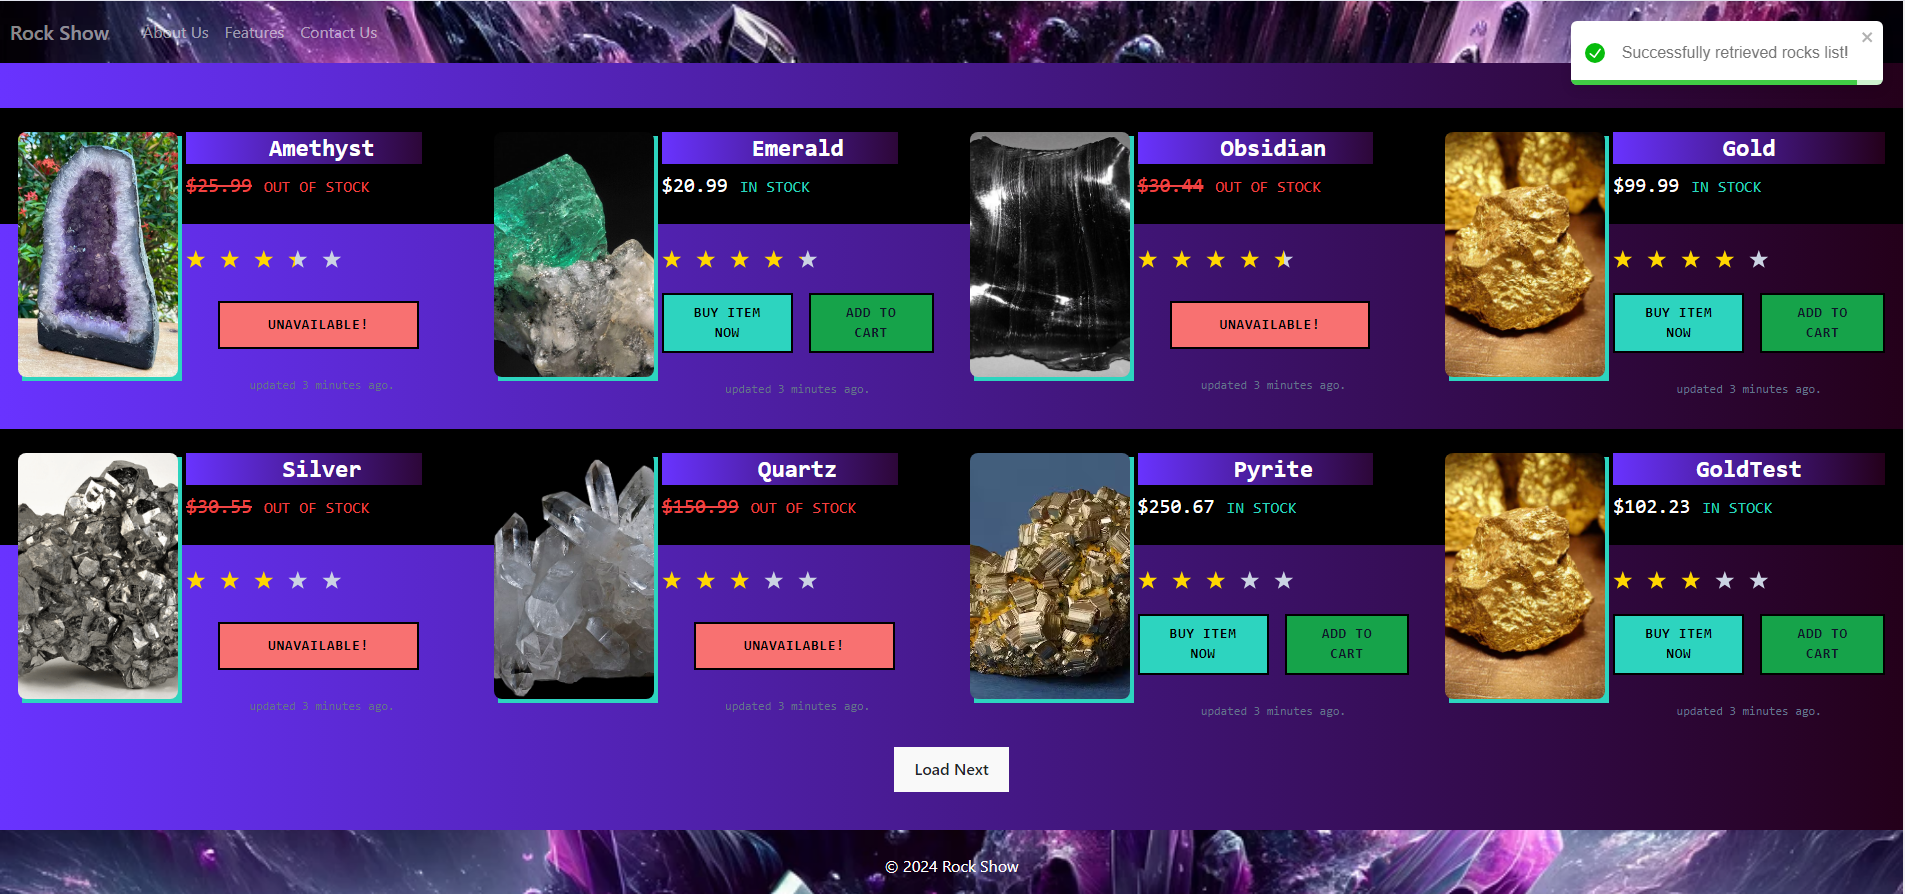 Rock Show About Us Features Contact Us
Successfully retrieved rocks list!
Amethyst
$25.99 OUT OF STOCK
UNAVAILABLE!
updated 3 minutes ago.
Emerald
$20.99 IN STOCK
BUY ITEM
NOW
ADD TO
CART
updated 3 minutes ago.
Obsidian
$30.44 OUT OF STOCK
UNAVAILABLE!
updated 3 minutes ago.
Gold
$99.99 IN STOCK
BUY ITEM
NOW
ADD TO
CART
updated 3 minutes ago.
Silver
$30.55 OUT OF STOCK
UNAVAILABLE!
updated 3 minutes ago.
Quartz
$150.99 OUT OF STOCK
UNAVAILABLE!
updated 3 minutes ago.
Pyrite
$250.67 IN STOCK
BUY ITEM
NOW
ADD TO
CART
updated 3 minutes ago.
GoldTest
$102.23 IN STOCK
BUY ITEM
NOW
ADD TO
CART
updated 3 minutes ago.
Load Next
© 2024 Rock Show